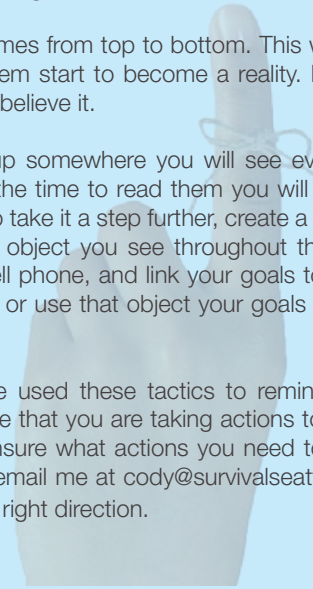 mes from top to bottom. This w
em start to become a reality.
believe it.
up somewhere you will see ev
the time to read them you will
take it a step further, create a
object you see throughout th
ell phone, and link your goals t
or use that object your goals
e used these tactics to remin
e that you are taking actions to
nsure what actions you need t
email me at cody@survivalseat
right direction.